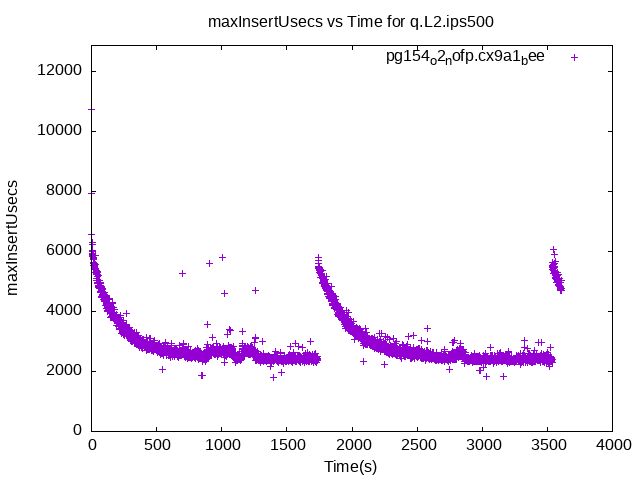 maxInsertUsecs vs Time for q.L2.ips500
pg154o2nofp.cx9a1bee
12000
10000
8000
6000
4000
2000
0
maxInsertUsecs
0 500 1000 1500 2000 2500 3000 3500 4000
Time(s)